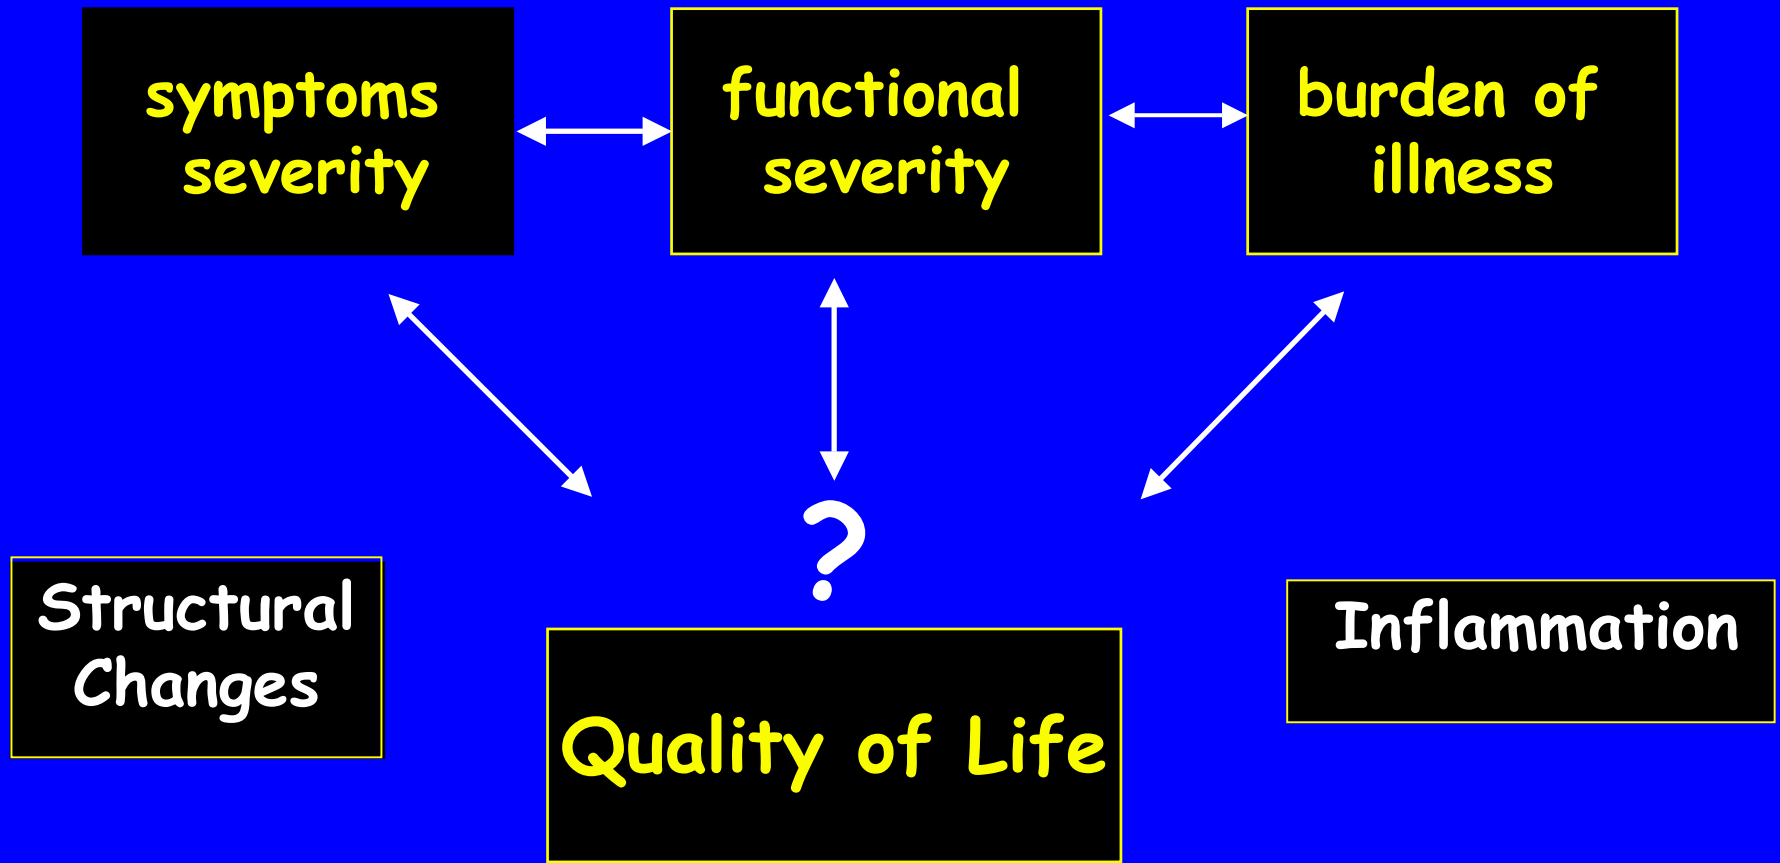 symptoms
severity
functional
severity
burden of
illness
?
Structural
Changes
Inflammation
Quality of Life